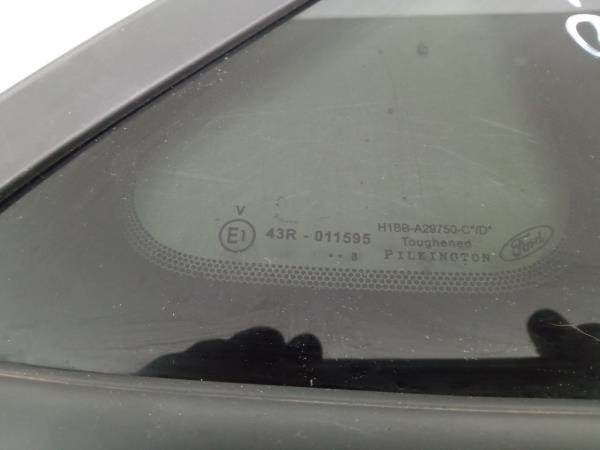 V
E1 43R - 011595
H1BB-A29750-C*/D*
Toughened
•• 8 PILKINGTON
Ford